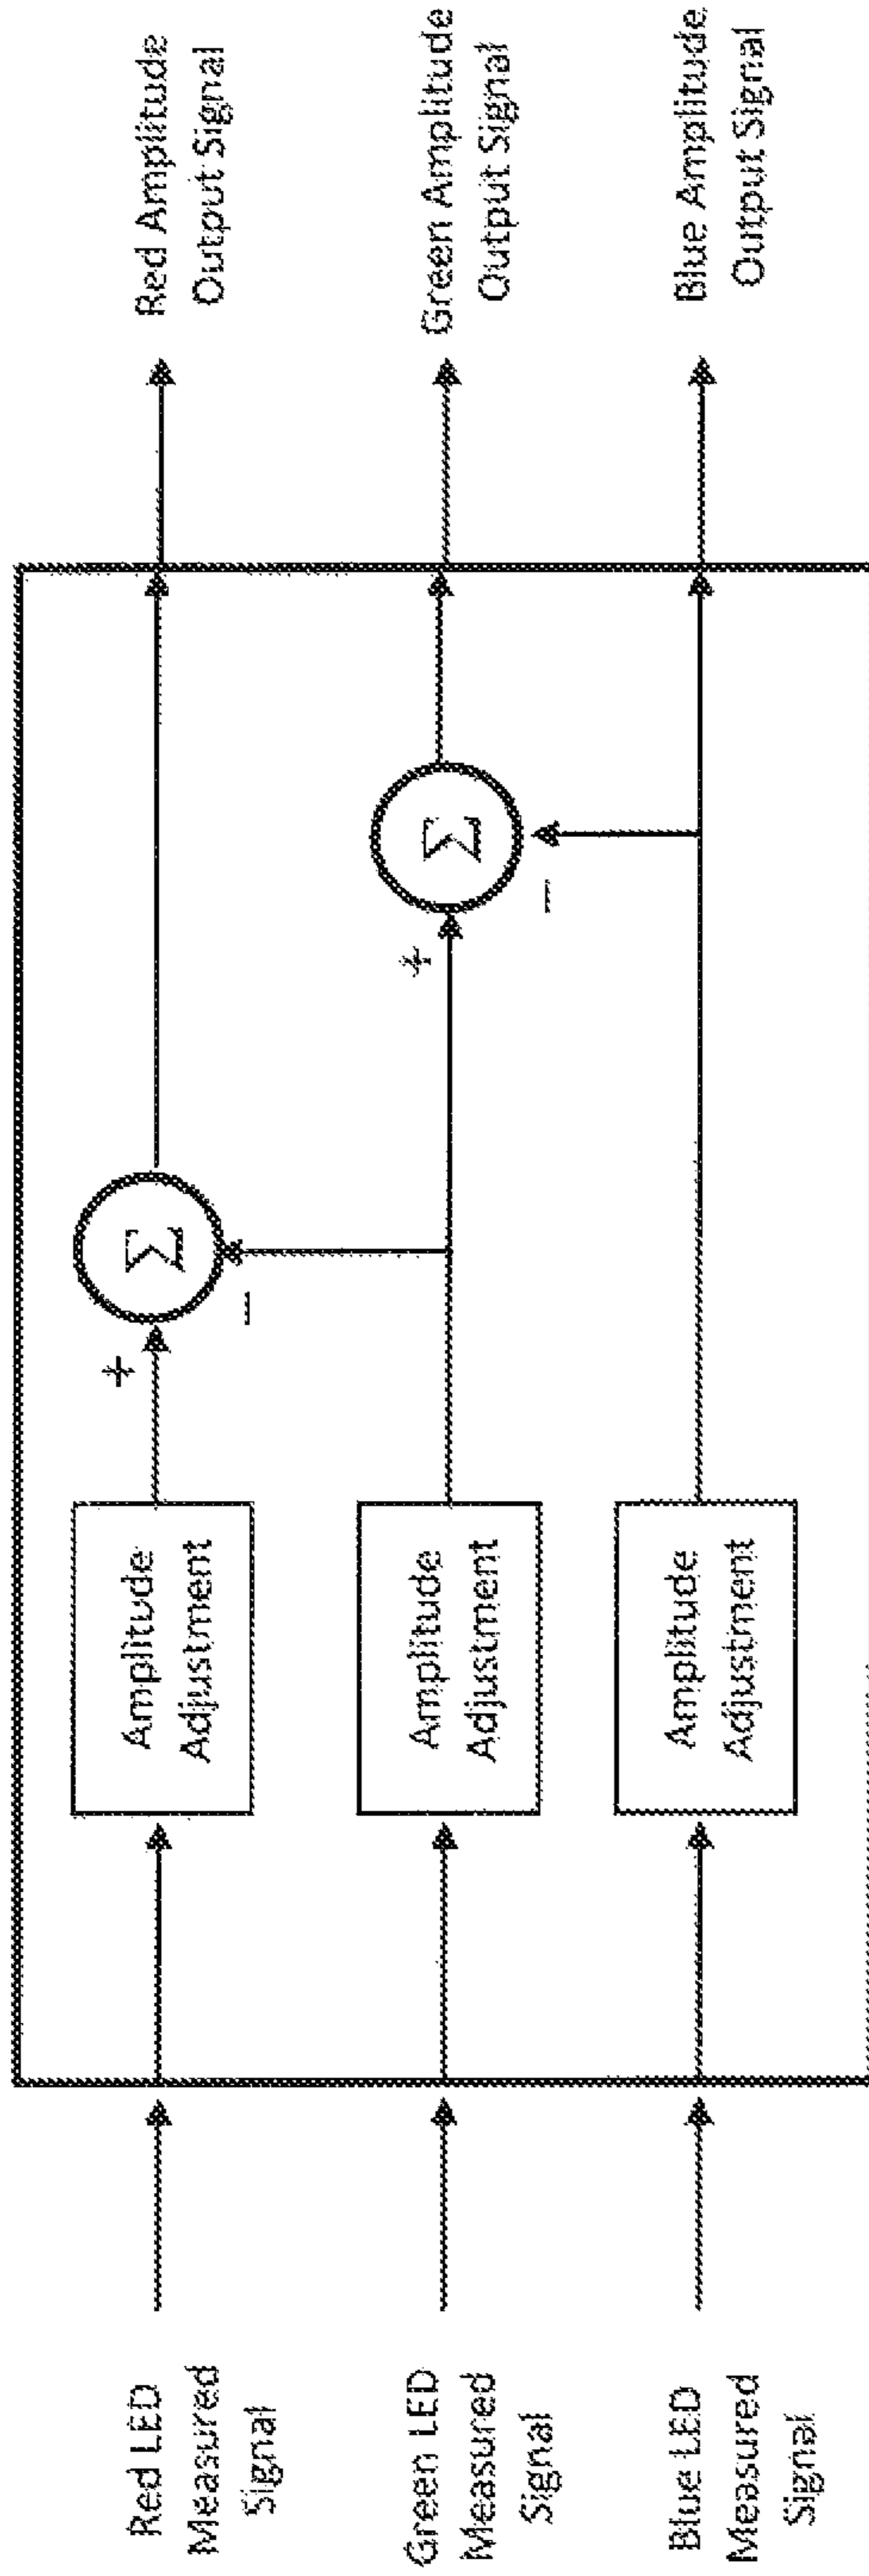 Red LED
Measured
Signal
Green LED
Measured
Signal
Blue LED
Measured
Signal
Amplitude
Adjustment
Amplitude
Adjustment
Amplitude
Adjustment
+
−
Σ
+
−
Σ
Red Amplitude
Output Signal
Green Amplitude
Output Signal
Blue Amplitude
Output Signal